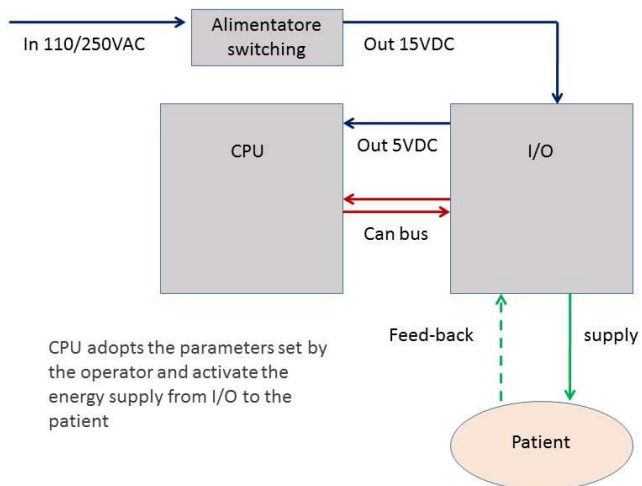 In 110/250VAC
Alimentatore
switching
Out 15VDC
CPU
Out 5VDC
I/O
Can bus
Feed-back
supply
CPU adopts the parameters set by
the operator and activate the
energy supply from I/O to the
patient
Patient